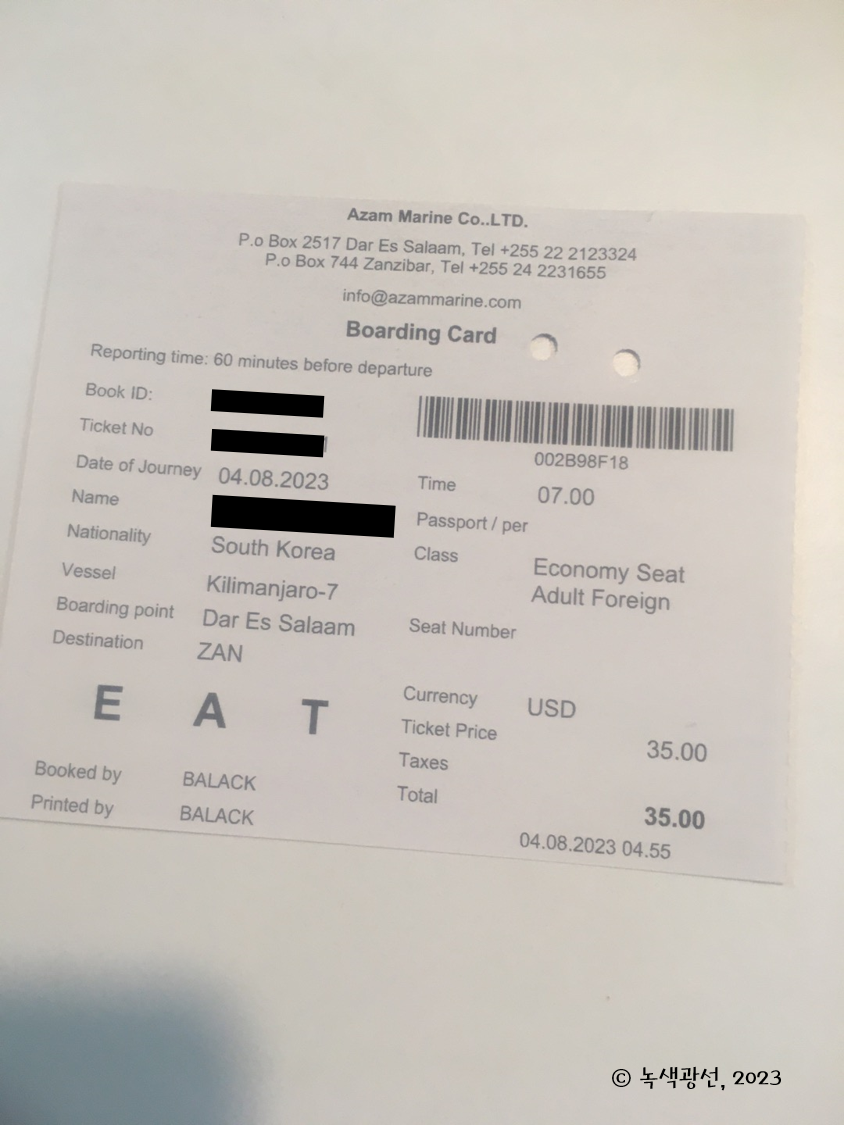 Azam Marine Co..LTD.
P.o Box 2517 Dar Es Salaam, Tel +255 22 2123324
P.o Box 744 Zanzibar, Tel +255 24 2231655
info@azammarine.com
Boarding Card
Reporting time: 60 minutes before departure
Book ID:
Ticket No
002B98F18
Date of Journey 04.08.2023 Time 07.00
Name Passport / per
Nationality South Korea Class Economy Seat
Adult Foreign
Vessel Kilimanjaro-7
Boarding point Dar Es Salaam Seat Number
Destination ZAN
E A T
Currency USD
Ticket Price 35.00
Taxes
Total 35.00
Booked by BALACK
Printed by BALACK
04.08.2023 04.55
© 녹색광선, 2023